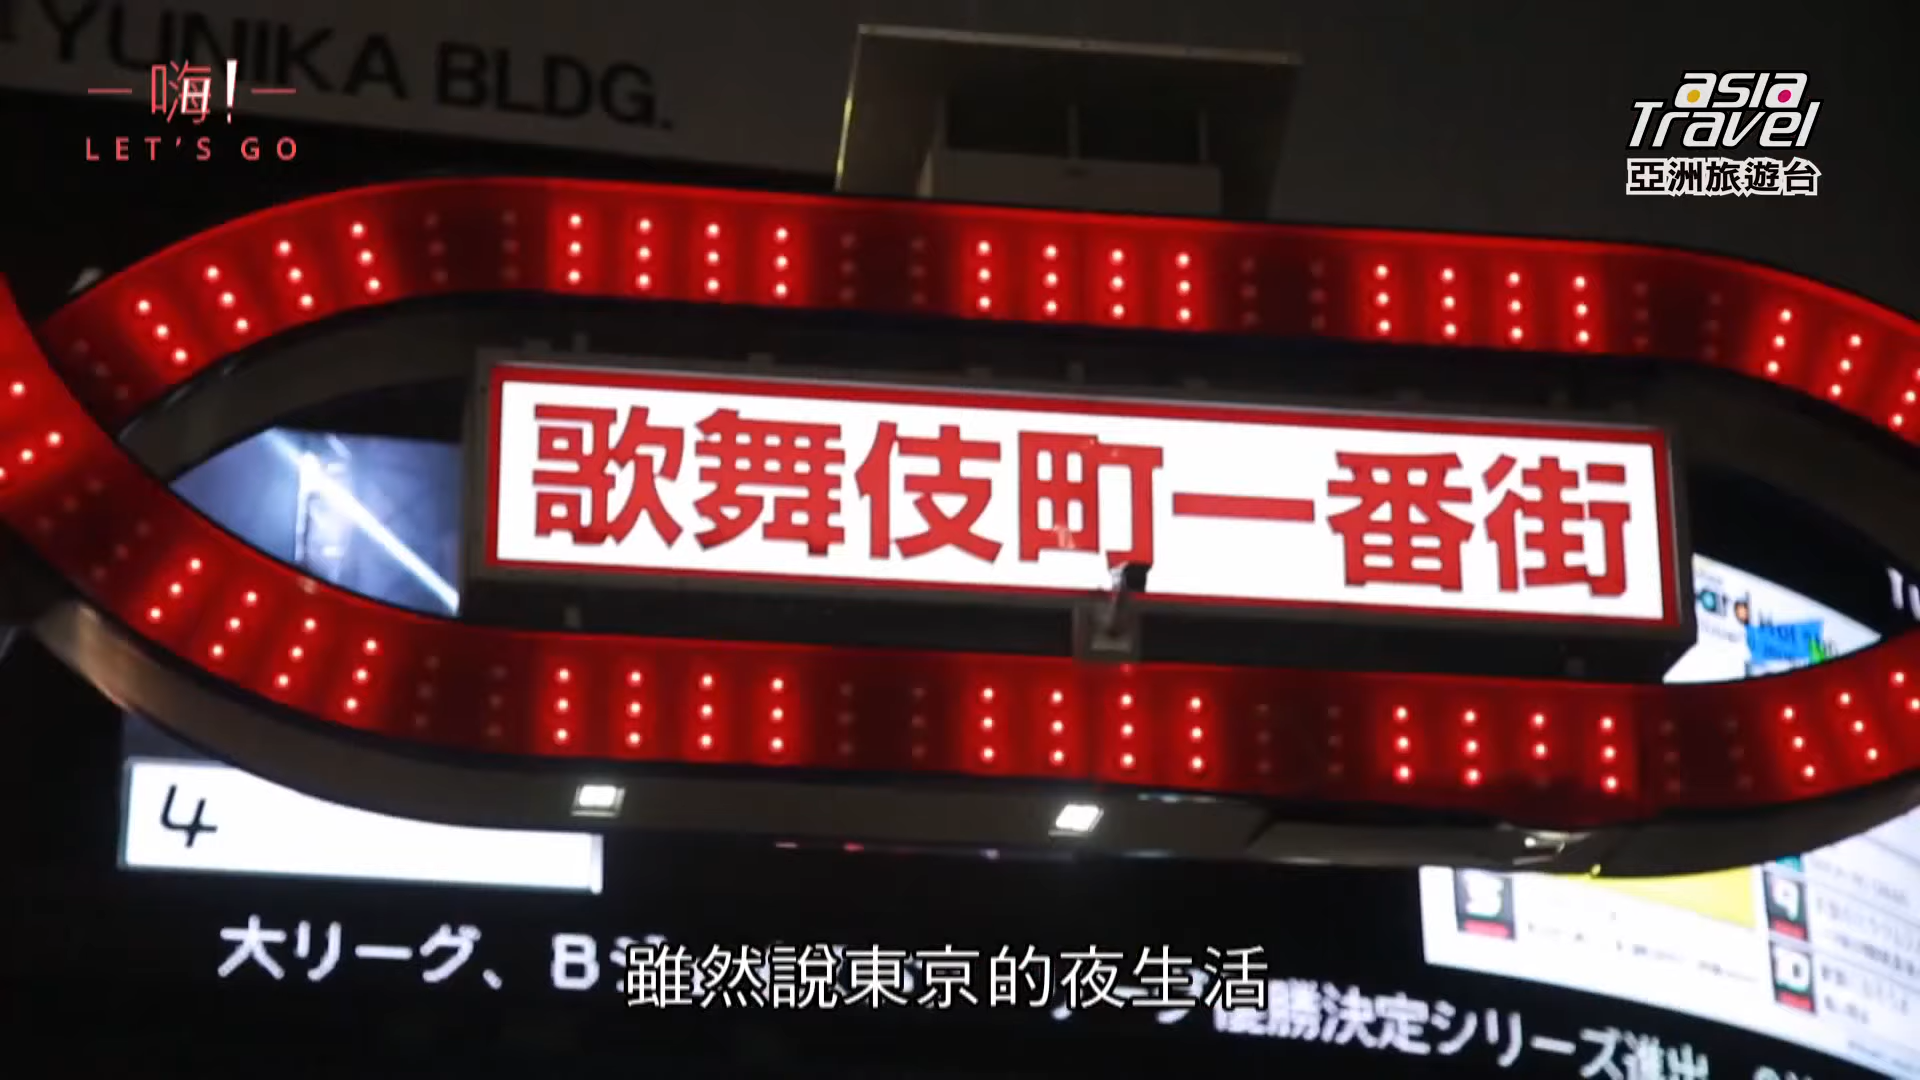 YUNIKA BLDG.
嗨!
LET'S GO
asia
Travel
亞洲旅遊台
歌舞伎町一番街
4
大リーグ、B
優勝決定シリーズ進出
雖然說東京的夜生活
9
10